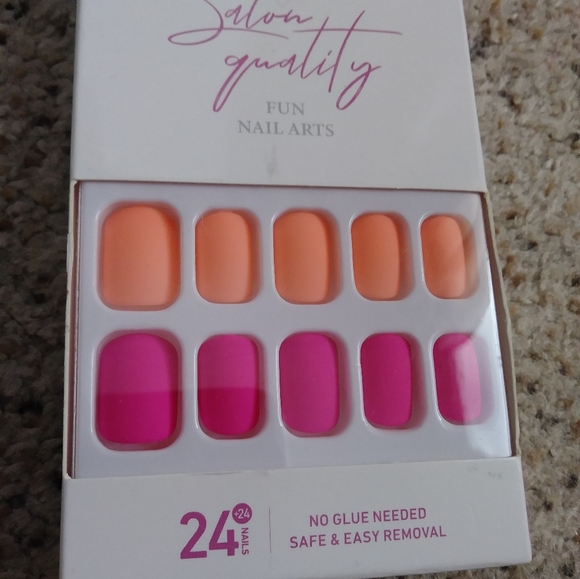 Salon
quality
FUN
NAIL ARTS
24 +24 NAILS
NO GLUE NEEDED
SAFE & EASY REMOVAL